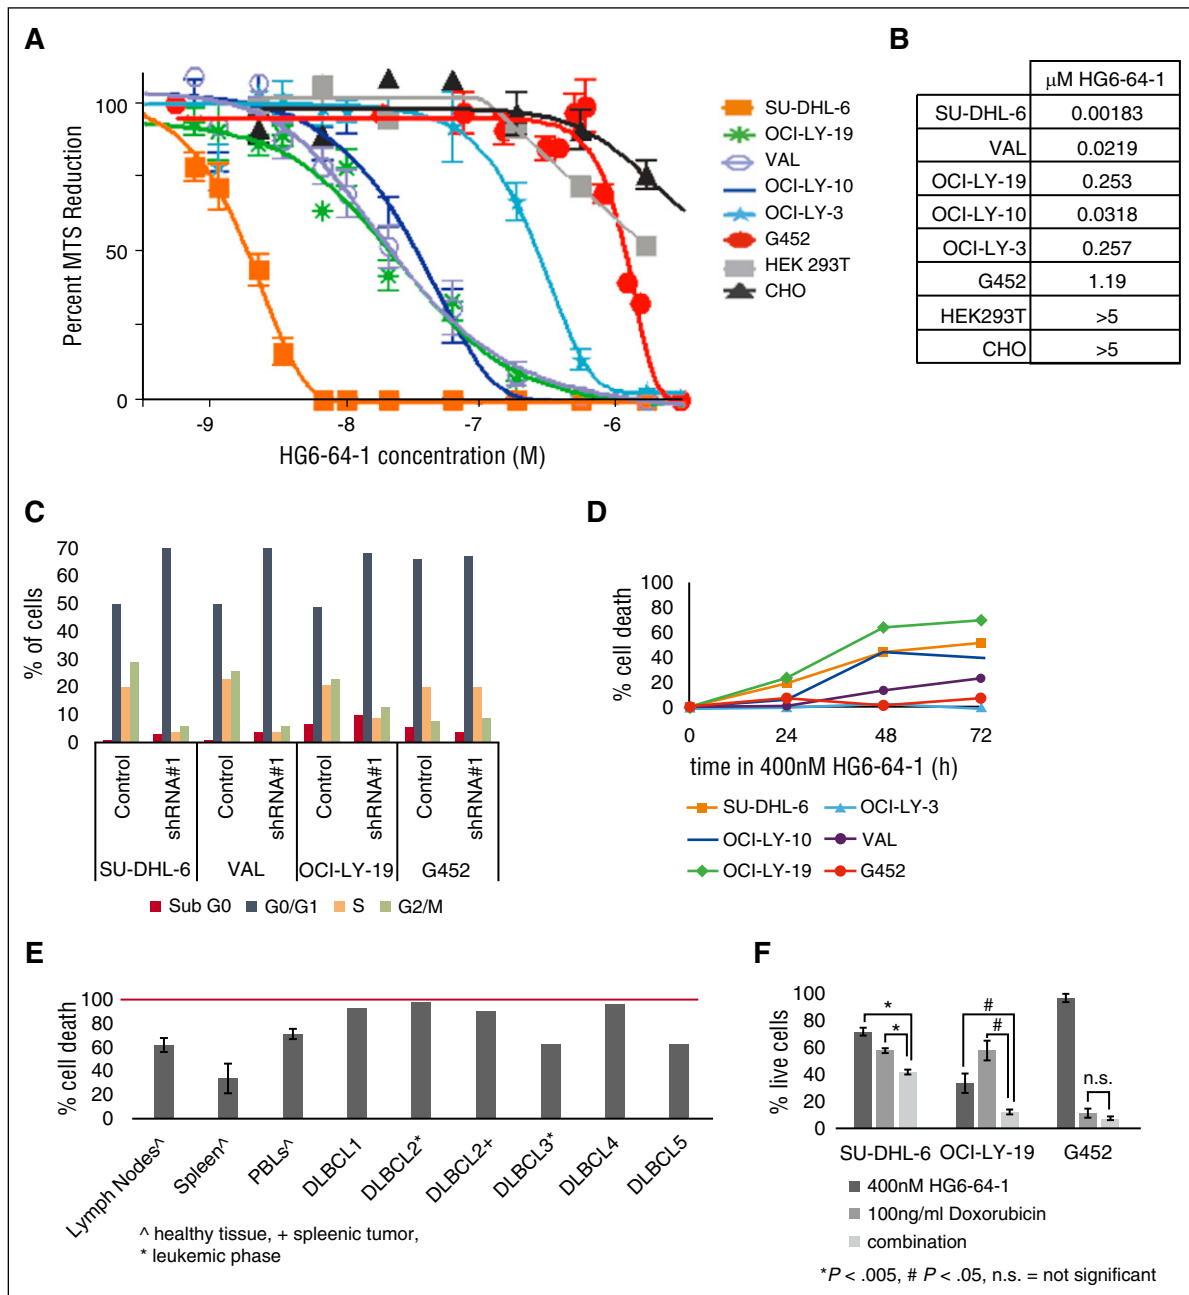 A
100
50
0
Percent MTS Reduction
-9
-8
-7
-6
HG6-64-1 concentration (M)
SU-DHL-6
OCI-LY-19
VAL
OCI-LY-10
OCI-LY-3
G452
HEK 293T
CHO
B
µM HG6-64-1
SU-DHL-6 0.00183
VAL 0.0219
OCI-LY-19 0.253
OCI-LY-10 0.0318
OCI-LY-3 0.257
G452 1.19
HEK293T >5
CHO >5
C
70
60
50
40
30
20
10
0
% of cells
Control
shRNA#1
Control
shRNA#1
Control
shRNA#1
Control
shRNA#1
SU-DHL-6 VAL OCI-LY-19 G452
Sub G0 G0/G1 S G2/M
D
100
80
60
40
20
0
% cell death
0 24 48 72
time in 400nM HG6-64-1 (h)
SU-DHL-6 OCI-LY-3
OCI-LY-10 VAL
OCI-LY-19 G452
E
100
80
60
40
20
0
% cell death
Lymph Nodes^
Spleen^
PBLs^
DLBCL1
DLBCL2*
DLBCL2+
DLBCL3*
DLBCL4
DLBCL5
^ healthy tissue, + spleenic tumor,
* leukemic phase
F
100
80
60
40
20
0
% live cells
*
*
#
#
n.s.
SU-DHL-6 OCI-LY-19 G452
400nM HG6-64-1
100ng/ml Doxorubicin
combination
*P < .005, # P < .05, n.s. = not significant